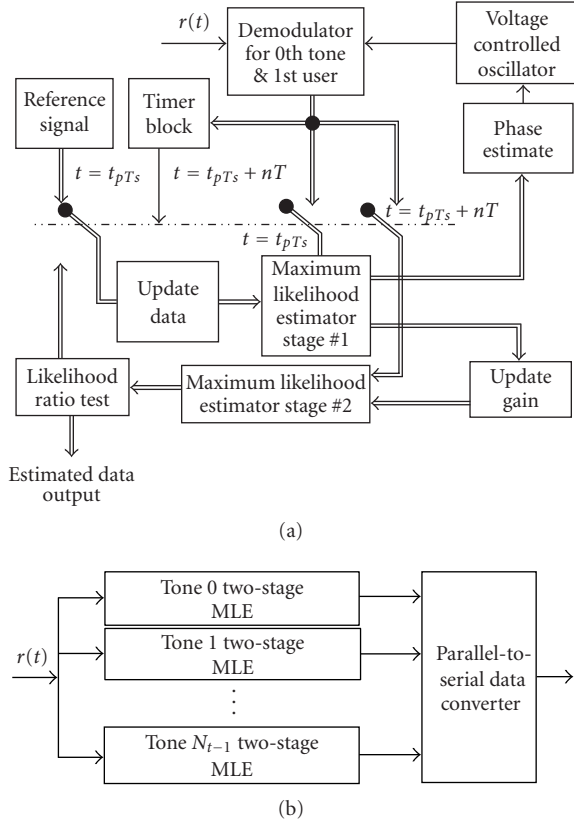 r(t)
Demodulator
for 0th tone
& 1st user
Voltage
controlled
oscillator
Reference
signal
Timer
block
Phase
estimate
t = t_{pTs}
t = t_{pTs} + nT
t = t_{pTs} + nT
t = t_{pTs}
Update
data
Maximum
likelihood
estimator
stage #1
Likelihood
ratio test
Maximum likelihood
estimator stage #2
Update
gain
Estimated data
output
(a)
r(t)
Tone 0 two-stage
MLE
Tone 1 two-stage
MLE
⋮
Tone N_{t−1} two-stage
MLE
Parallel-to-
serial data
converter
(b)